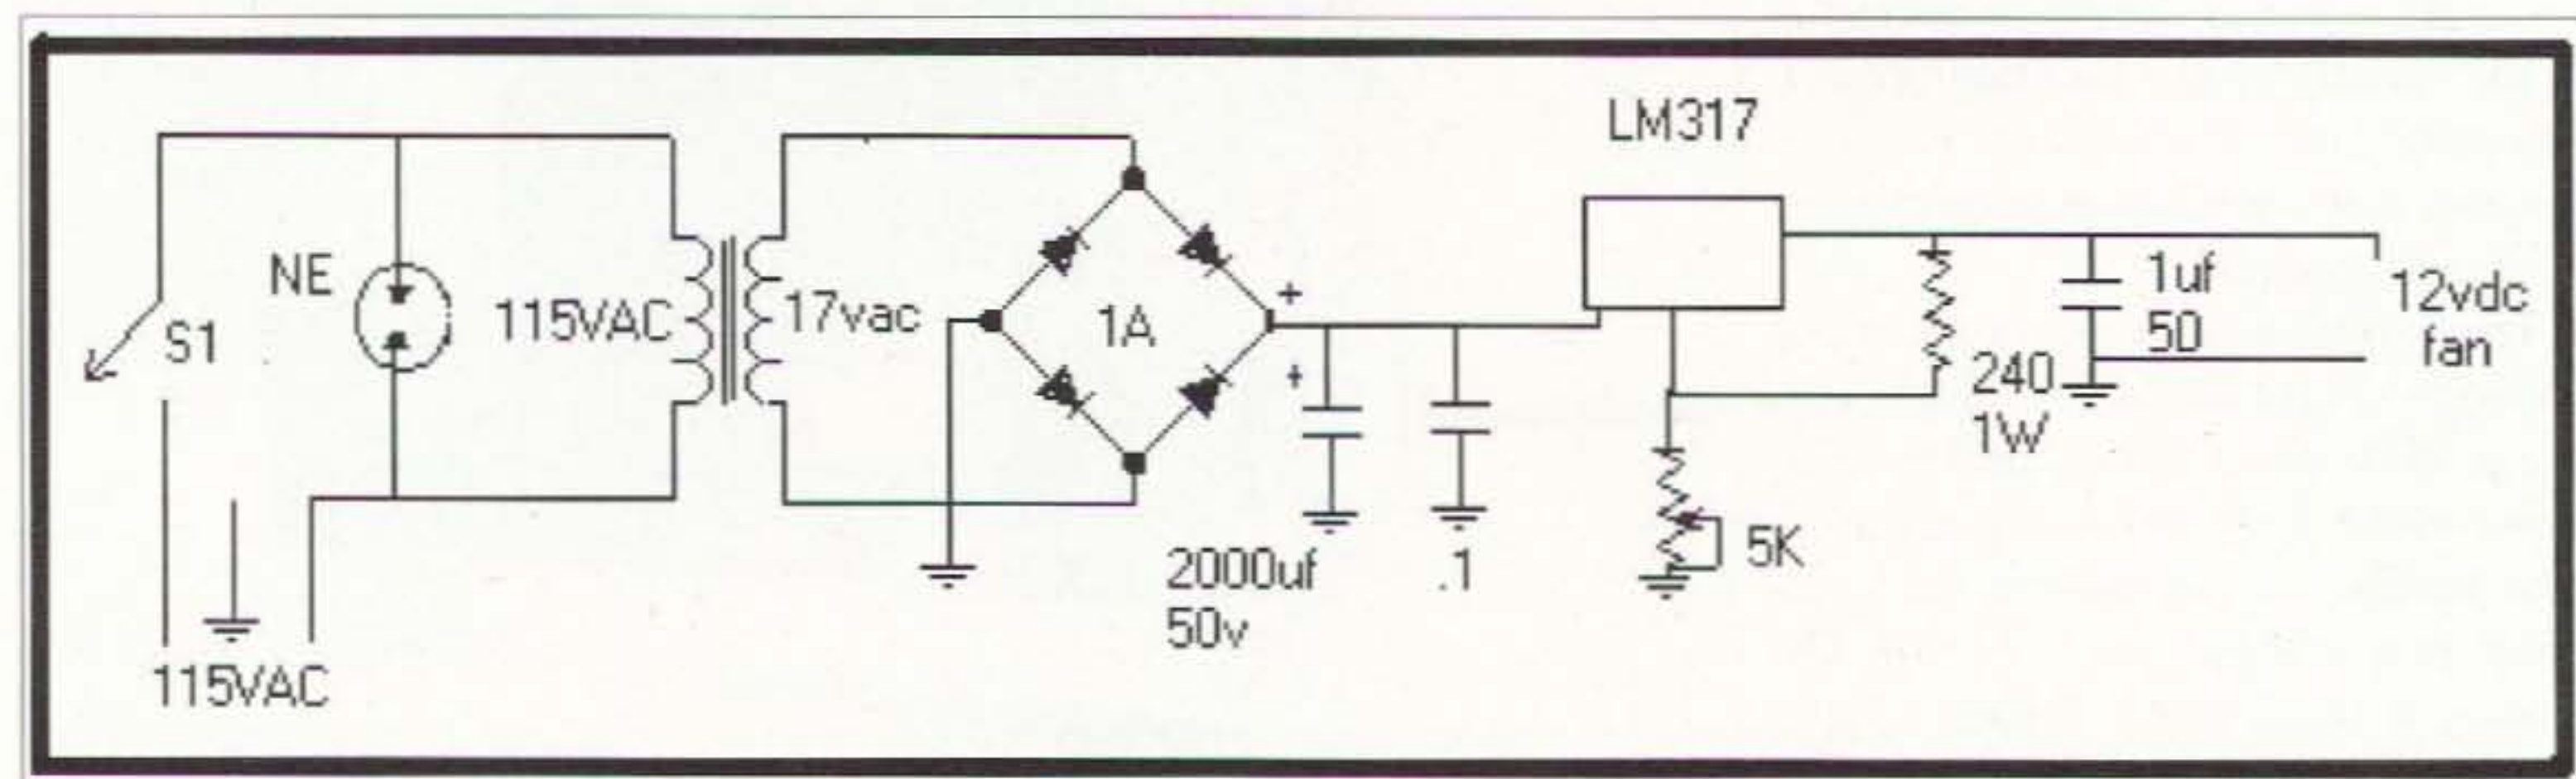 LM317
NE
S1
115VAC
17vac
1A
+
+
1uf
50
12vdc
fan
240
1W
2000uf
50v
.1
5K
115VAC